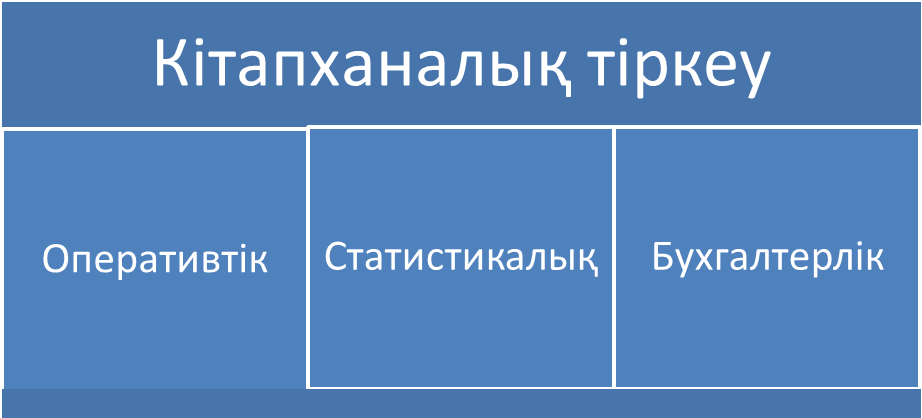 Кітапханалық тіркеу
Оперативтік
Статистикалық
Бухгалтерлік